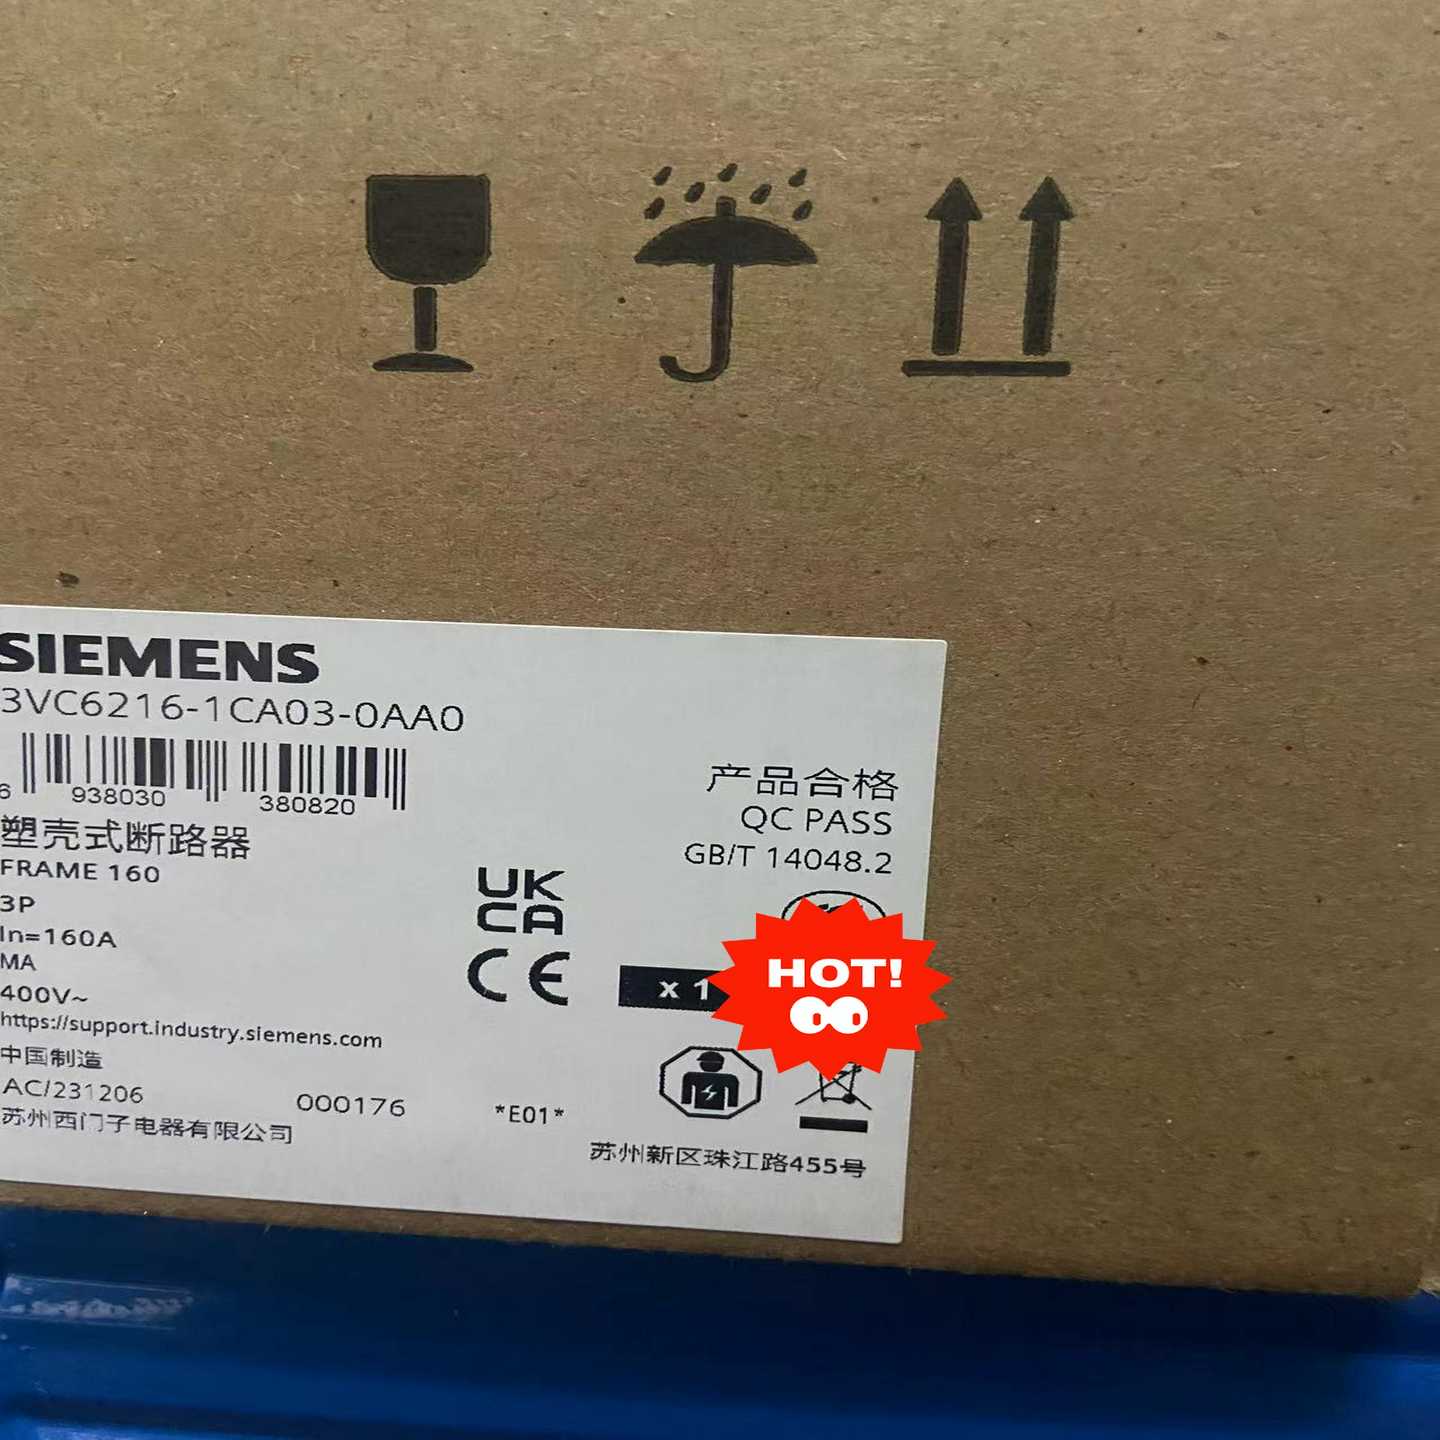 SIEMENS
3VC6216-1CA03-0AA0
6 938030 380820
塑壳式断路器
FRAME 160
3P
In=160A
MA
400V~
https://support.industry.siemens.com
中国制造
AC/231206 000176 *E01*
苏州西门子电器有限公司
产品合格
QC PASS
GB/T 14048.2
UK
CA
CE
x 1
HOT!
苏州新区珠江路455号